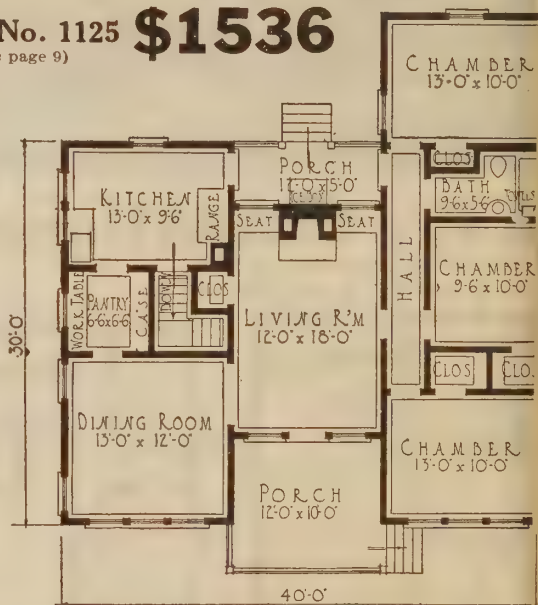 No. 1125 $1536
page 9)
CHAMBER
13'-0" x 10'-0"
PORCH
12'-0" x 5'-0"
KITCHEN
13'-0" x 9'-6"
RANGE
SEAT
SEAT
CLOS
BATH
9'-6" x 5'-6"
HALL
WORK TABLE
PANTRY
6'-6" x 6'-6"
CASE
DOWN
CLOS
LIVING R'M
12'-0" x 18'-0"
CHAMBER
9'-6" x 10'-0"
30'-0"
CLOS
CLO.
DINING ROOM
13'-0" x 12'-0"
CHAMBER
13'-0" x 10'-0"
PORCH
12'-0" x 10'-0"
40'-0"